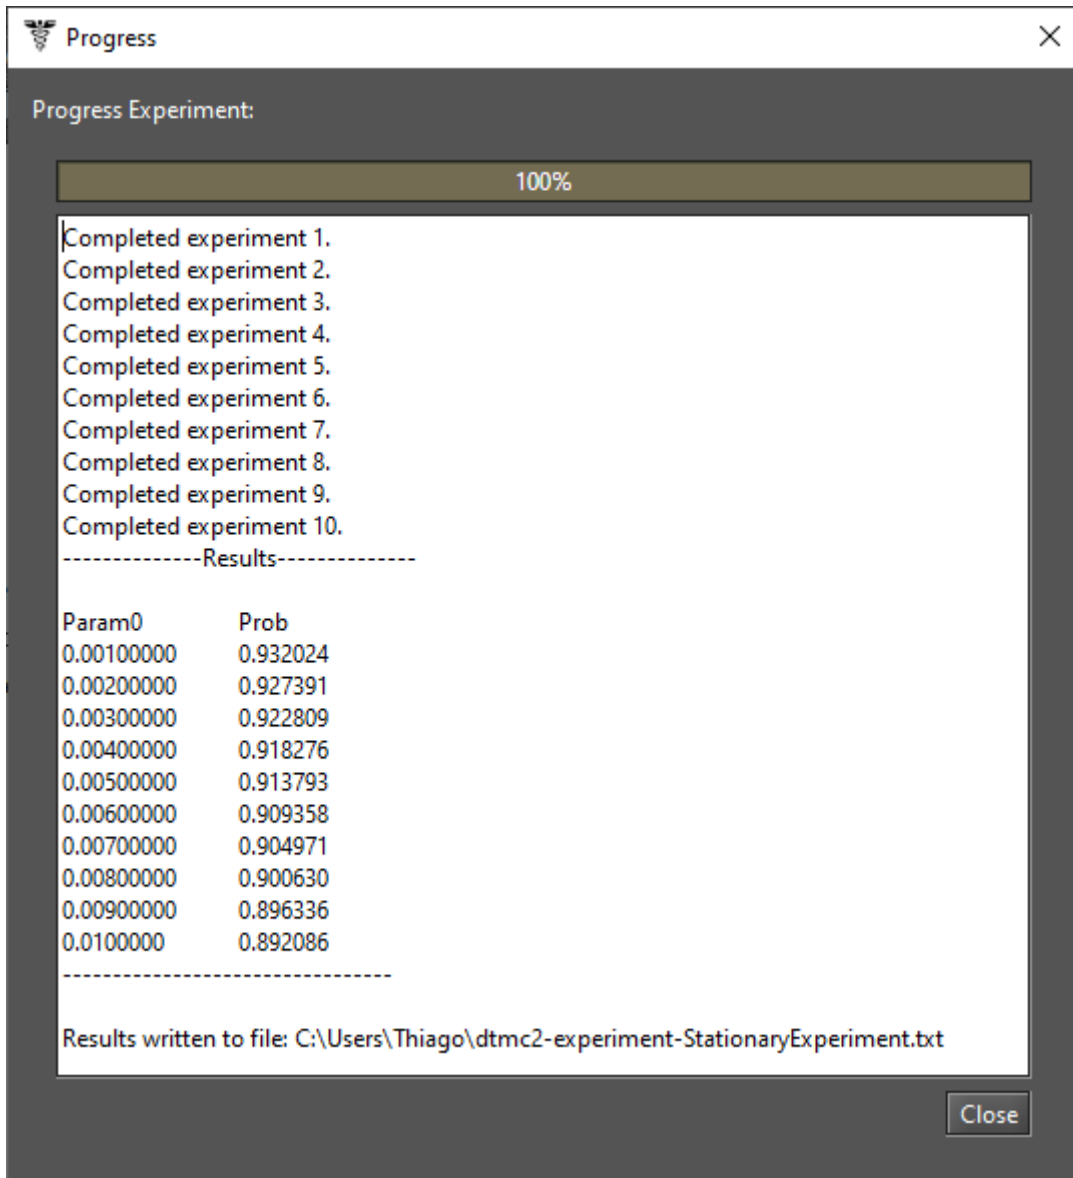 Progress
Progress Experiment:
100%
Completed experiment 1.
Completed experiment 2.
Completed experiment 3.
Completed experiment 4.
Completed experiment 5.
Completed experiment 6.
Completed experiment 7.
Completed experiment 8.
Completed experiment 9.
Completed experiment 10.
--------------Results--------------
Param0 Prob
0.00100000 0.932024
0.00200000 0.927391
0.00300000 0.922809
0.00400000 0.918276
0.00500000 0.913793
0.00600000 0.909358
0.00700000 0.904971
0.00800000 0.900630
0.00900000 0.896336
0.0100000 0.892086
---------------------------------
Results written to file: C:\Users\Thiago\dtmc2-experiment-StationaryExperiment.txt
Close